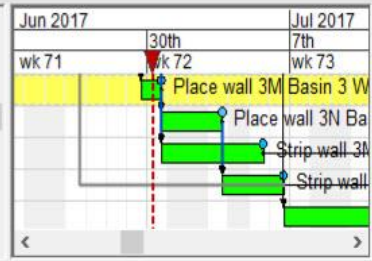 Jun 2017 Jul 2017
30th 7th
wk 71 wk 72 wk 73
Place wall 3M Basin 3 W
Place wall 3N Ba
Strip wall 3M
Strip wall